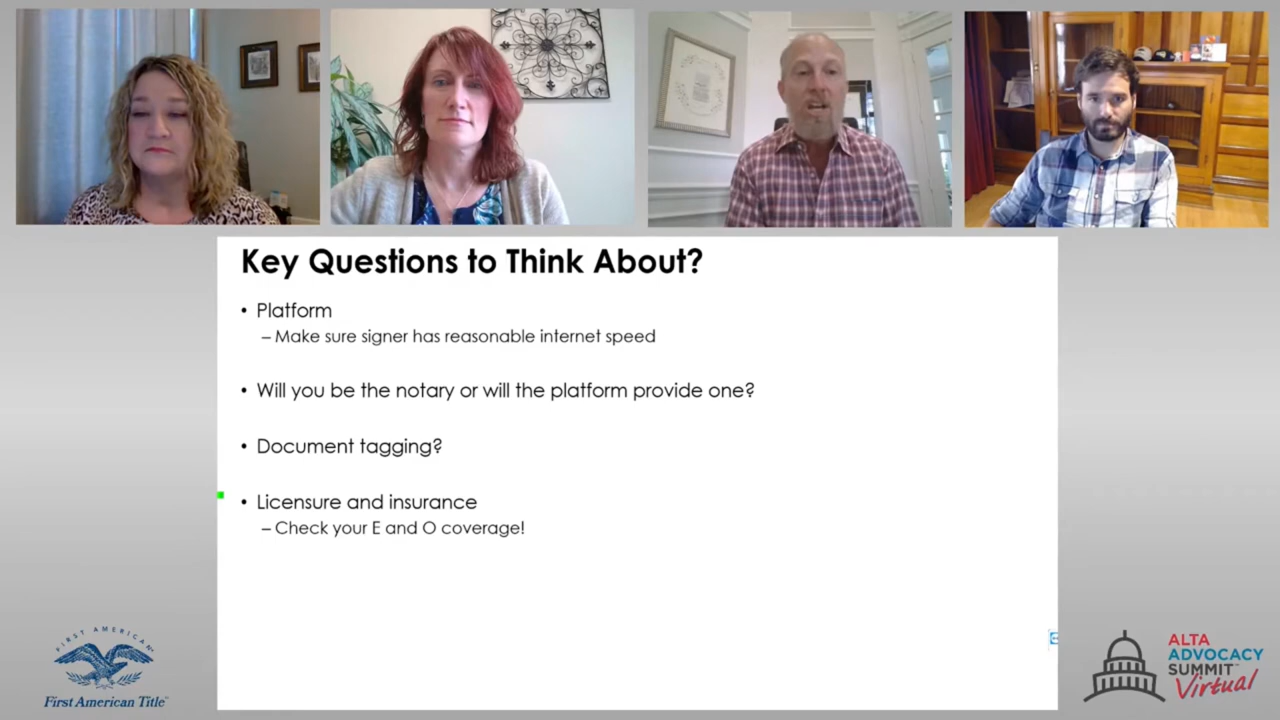 Key Questions to Think About?
• Platform
– Make sure signer has reasonable internet speed
• Will you be the notary or will the platform provide one?
• Document tagging?
• Licensure and insurance
– Check your E and O coverage!
FIRST AMERICAN
First American Title™
ALTA
ADVOCACY
SUMMIT™
Virtual